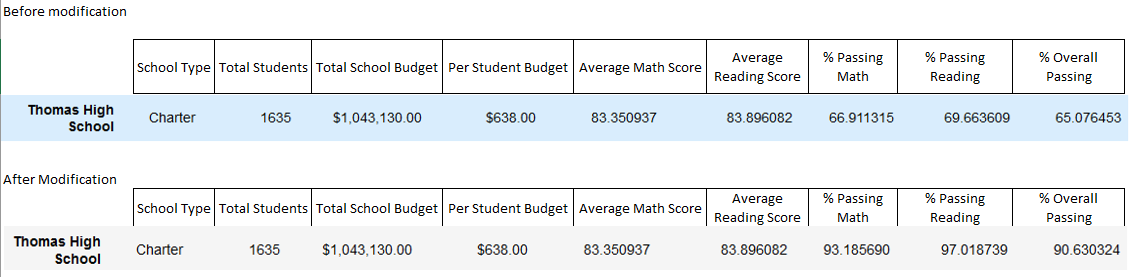 Before modification
School Type Total Students Total School Budget Per Student Budget Average Math Score Average Reading Score % Passing Math % Passing Reading % Overall Passing
Thomas High School Charter 1635 $1,043,130.00 $638.00 83.350937 83.896082 66.911315 69.663609 65.076453
After Modification
School Type Total Students Total School Budget Per Student Budget Average Math Score Average Reading Score % Passing Math % Passing Reading % Overall Passing
Thomas High School Charter 1635 $1,043,130.00 $638.00 83.350937 83.896082 93.185690 97.018739 90.630324